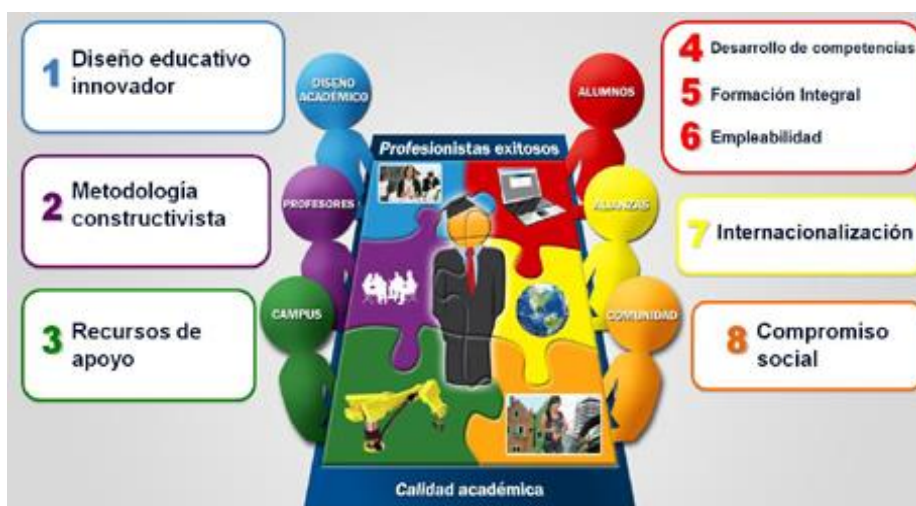 1 Diseño educativo
innovador
2 Metodología
constructivista
3 Recursos de
apoyo
DISEÑO
ACADÉMICO
PROFESORES
CAMPUS
Profesionistas exitosos
Calidad académica
ALUMNOS
ALIANZAS
COMUNIDAD
4 Desarrollo de competencias
5 Formación Integral
6 Empleabilidad
7 Internacionalización
8 Compromiso
social